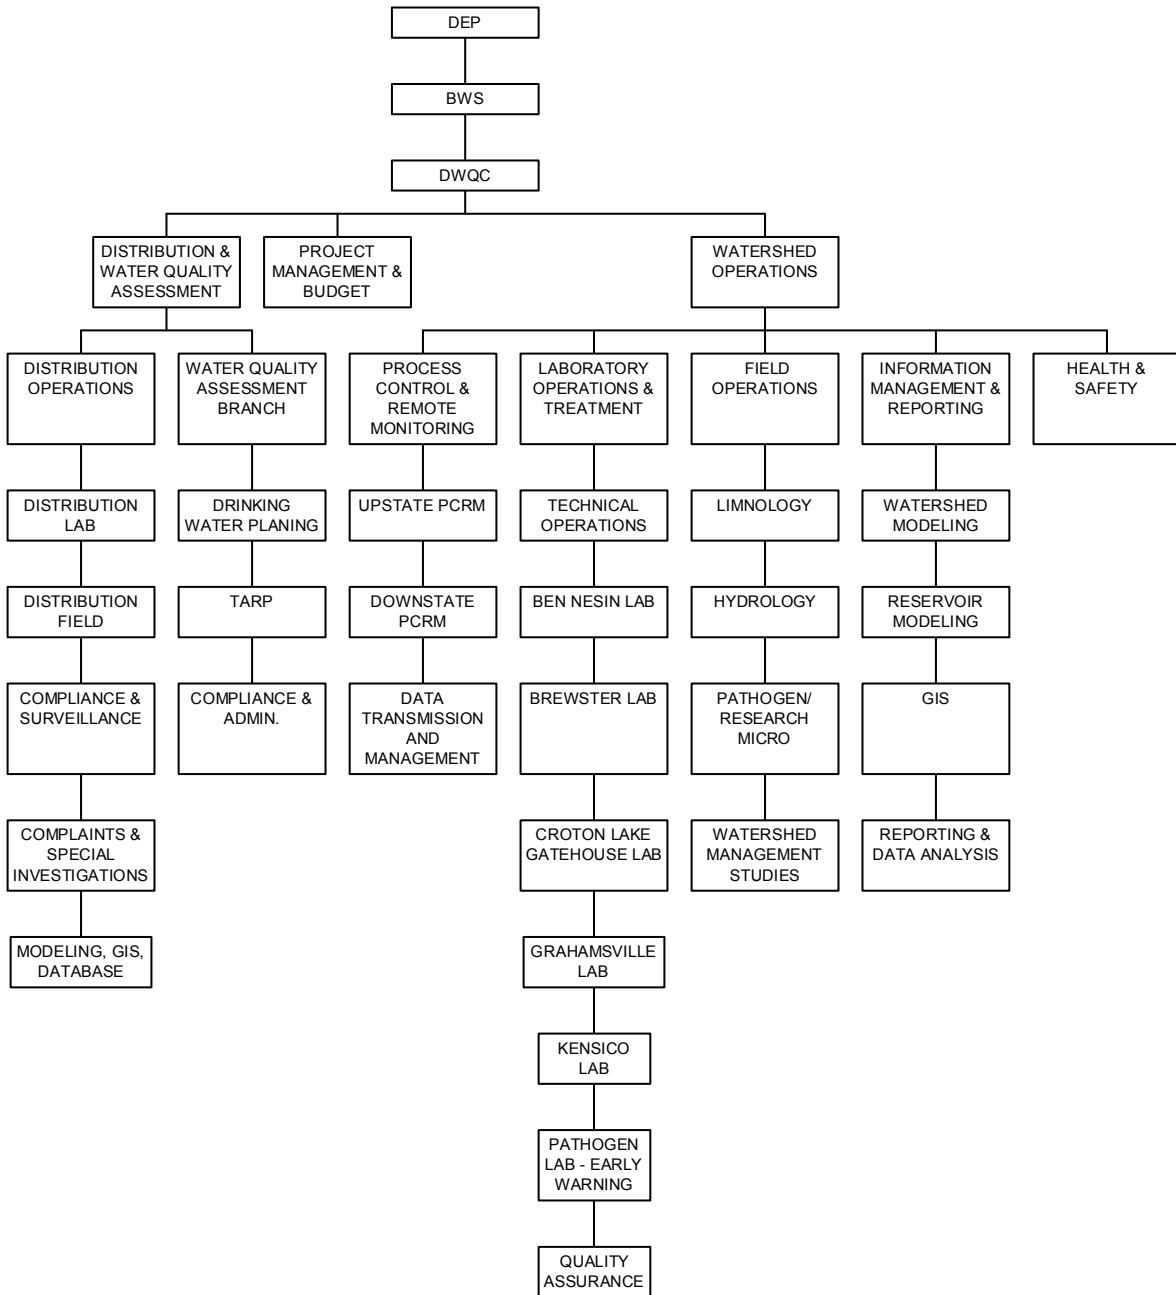 DEP
BWS
DWQC
DISTRIBUTION &
WATER QUALITY
ASSESSMENT
PROJECT
MANAGEMENT &
BUDGET
WATERSHED
OPERATIONS
DISTRIBUTION
OPERATIONS
WATER QUALITY
ASSESSMENT
BRANCH
PROCESS
CONTROL &
REMOTE
MONITORING
LABORATORY
OPERATIONS &
TREATMENT
FIELD
OPERATIONS
INFORMATION
MANAGEMENT &
REPORTING
HEALTH &
SAFETY
DISTRIBUTION
LAB
DRINKING
WATER PLANING
UPSTATE PCRM
TECHNICAL
OPERATIONS
LIMNOLOGY
WATERSHED
MODELING
DISTRIBUTION
FIELD
TARP
DOWNSTATE
PCRM
BEN NESIN LAB
HYDROLOGY
RESERVOIR
MODELING
COMPLIANCE &
SURVEILLANCE
COMPLIANCE &
ADMIN.
DATA
TRANSMISSION
AND
MANAGEMENT
BREWSTER LAB
PATHOGEN/
RESEARCH
MICRO
GIS
COMPLAINTS &
SPECIAL
INVESTIGATIONS
CROTON LAKE
GATEHOUSE LAB
WATERSHED
MANAGEMENT
STUDIES
REPORTING &
DATA ANALYSIS
MODELING, GIS,
DATABASE
GRAHAMSVILLE
LAB
KENSICO
LAB
PATHOGEN
LAB - EARLY
WARNING
QUALITY
ASSURANCE